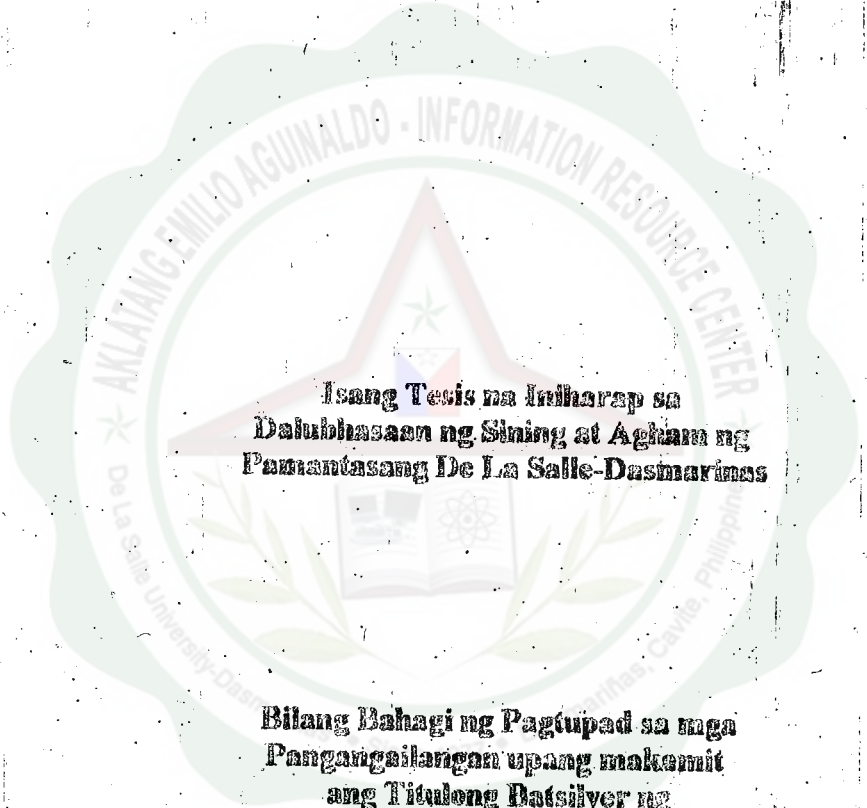 AKLATANG EMILIO AGUINALDO - INFORMATION RESOURCE CENTER
Isang Tesis na Iniharap sa
Dalubhasaan ng Sining at Agham ng
Pamantasang De La Salle-Dasmarinas
De La Salle University-Dasmariñas, Cavite, Philippines
Bilang Bahagi ng Pagtupad sa mga
Pangangailangan upang makamit
ang Titulong Batsilyer ng